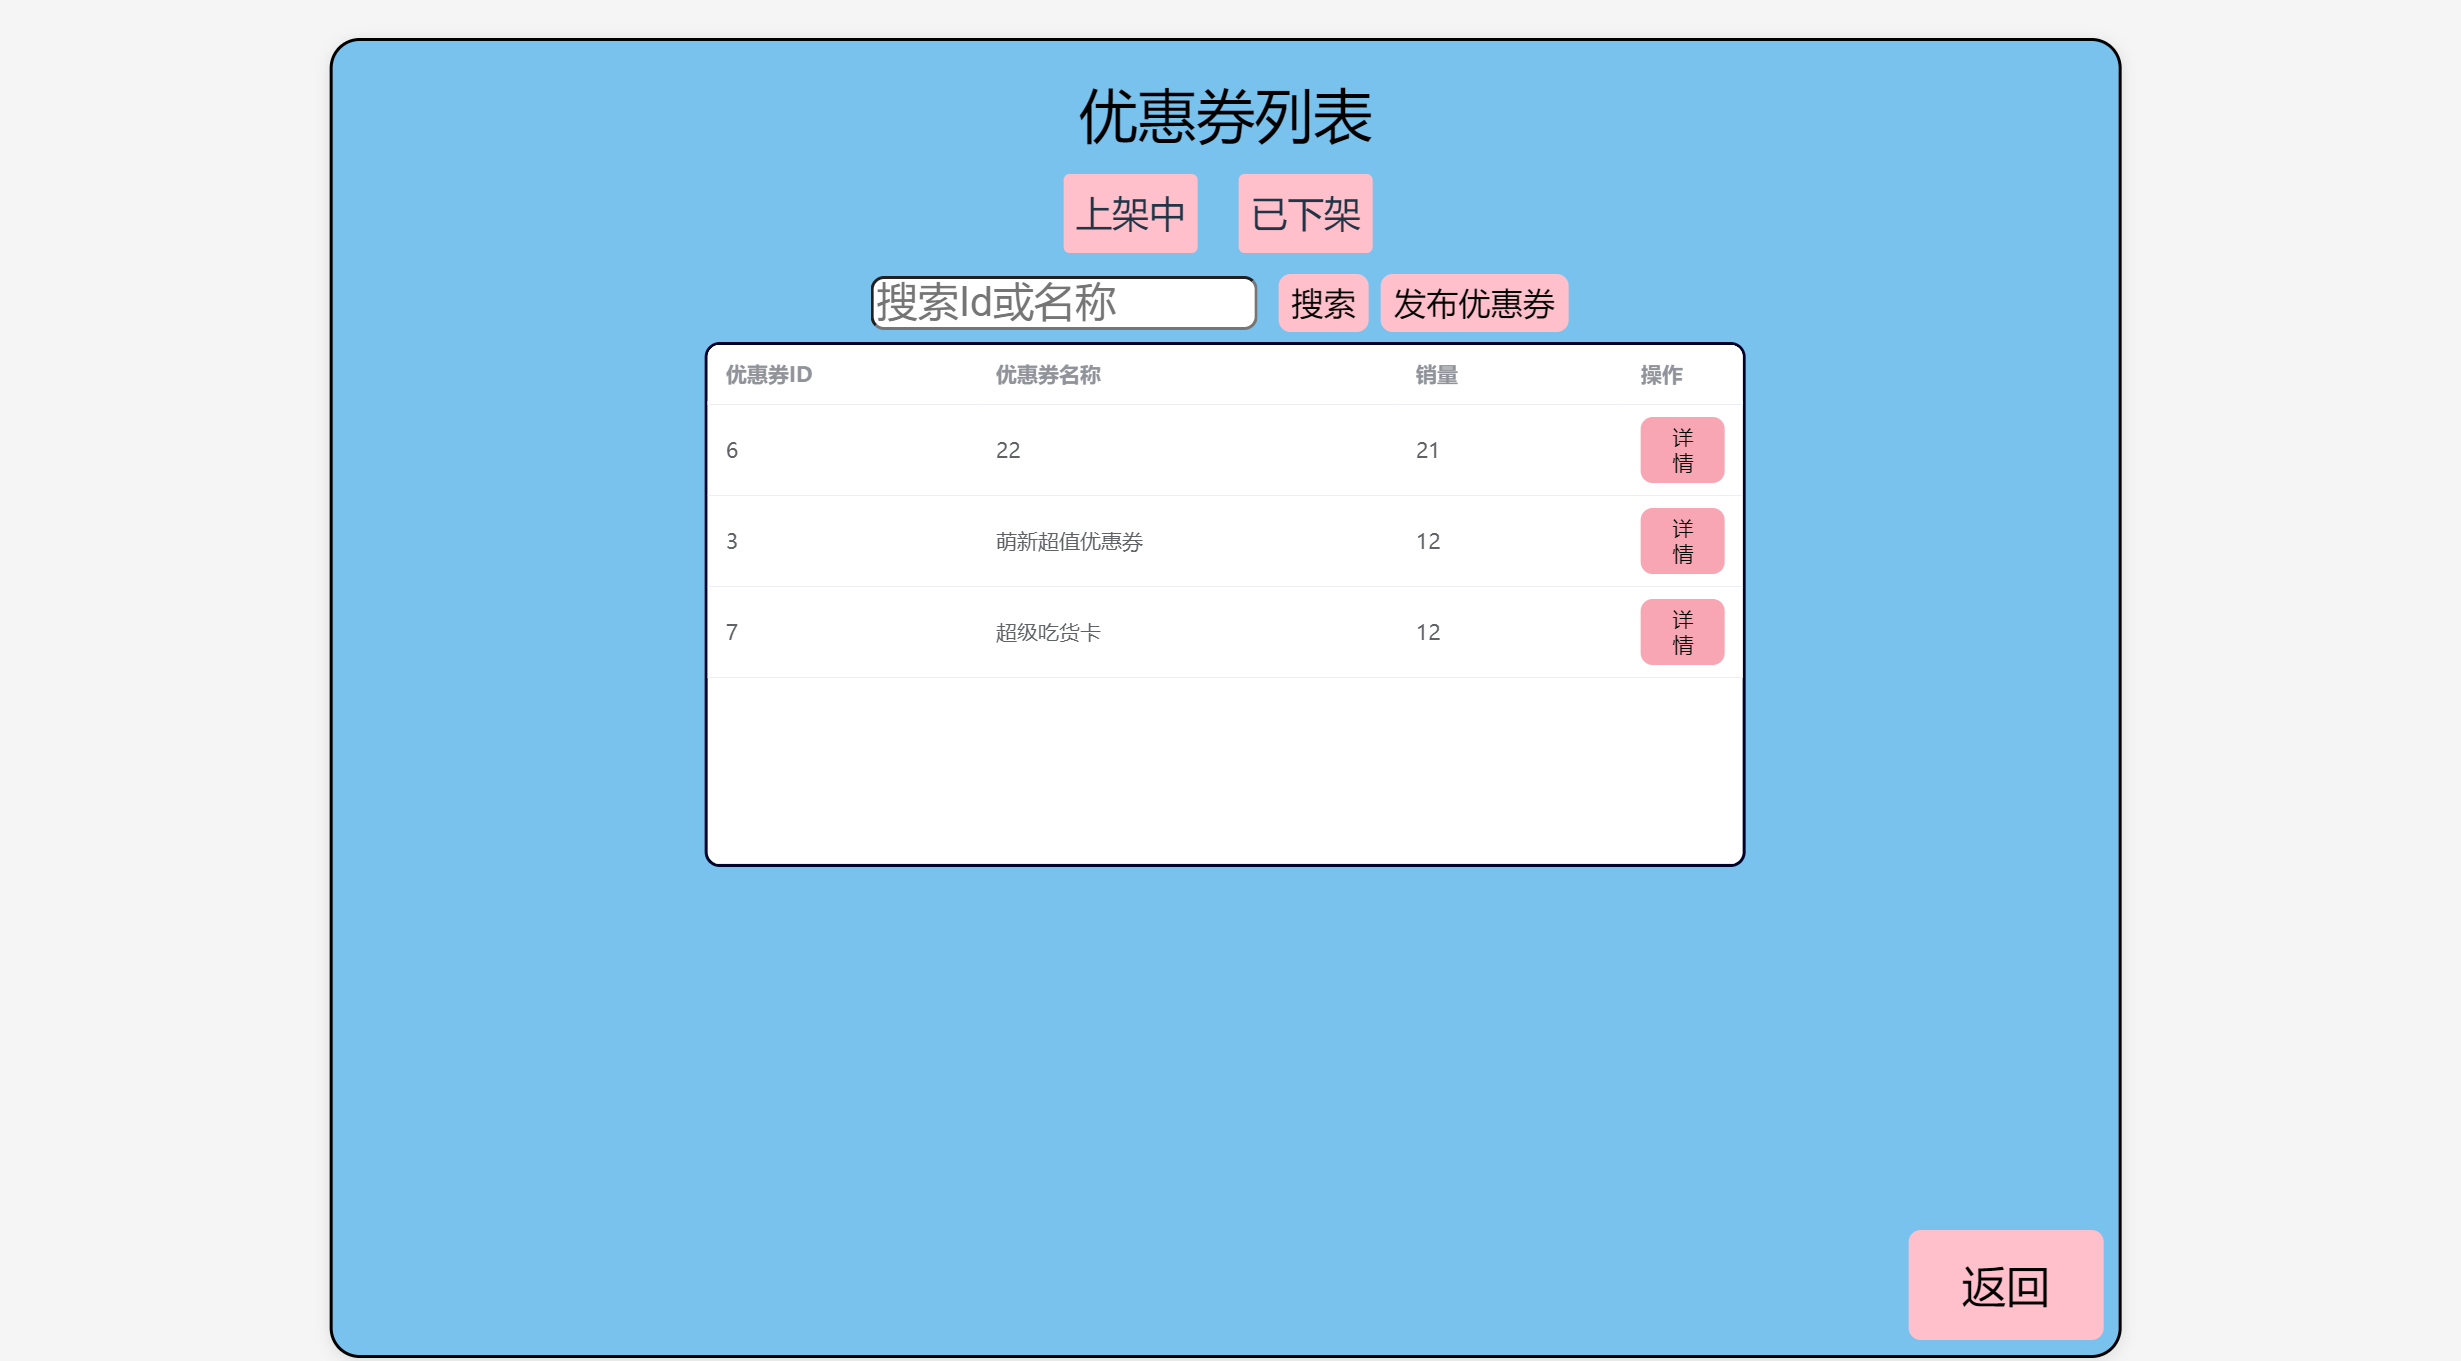 优惠券列表
上架中 已下架
搜索Id或名称 搜索 发布优惠券
优惠券ID 优惠券名称 销量 操作
6 22 21 详
情
3 萌新超值优惠券 12 详
情
7 超级吃货卡 12 详
情
返回